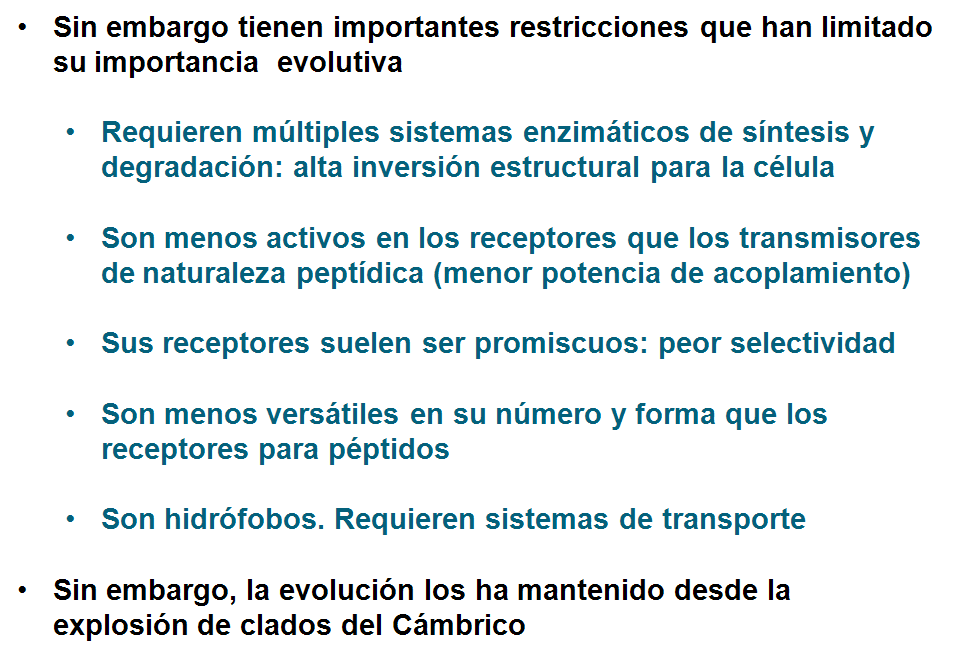 • Sin embargo tienen importantes restricciones que han limitado
su importancia evolutiva
• Requieren múltiples sistemas enzimáticos de síntesis y
degradación: alta inversión estructural para la célula
• Son menos activos en los receptores que los transmisores
de naturaleza peptídica (menor potencia de acoplamiento)
• Sus receptores suelen ser promiscuos: peor selectividad
• Son menos versátiles en su número y forma que los
receptores para péptidos
• Son hidrófobos. Requieren sistemas de transporte
• Sin embargo, la evolución los ha mantenido desde la
explosión de clados del Cámbrico